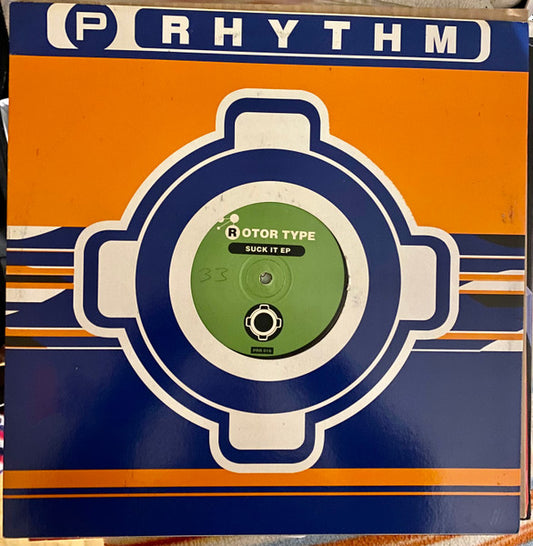 P RHYTHM
ROTOR TYPE
SUCK IT EP
33